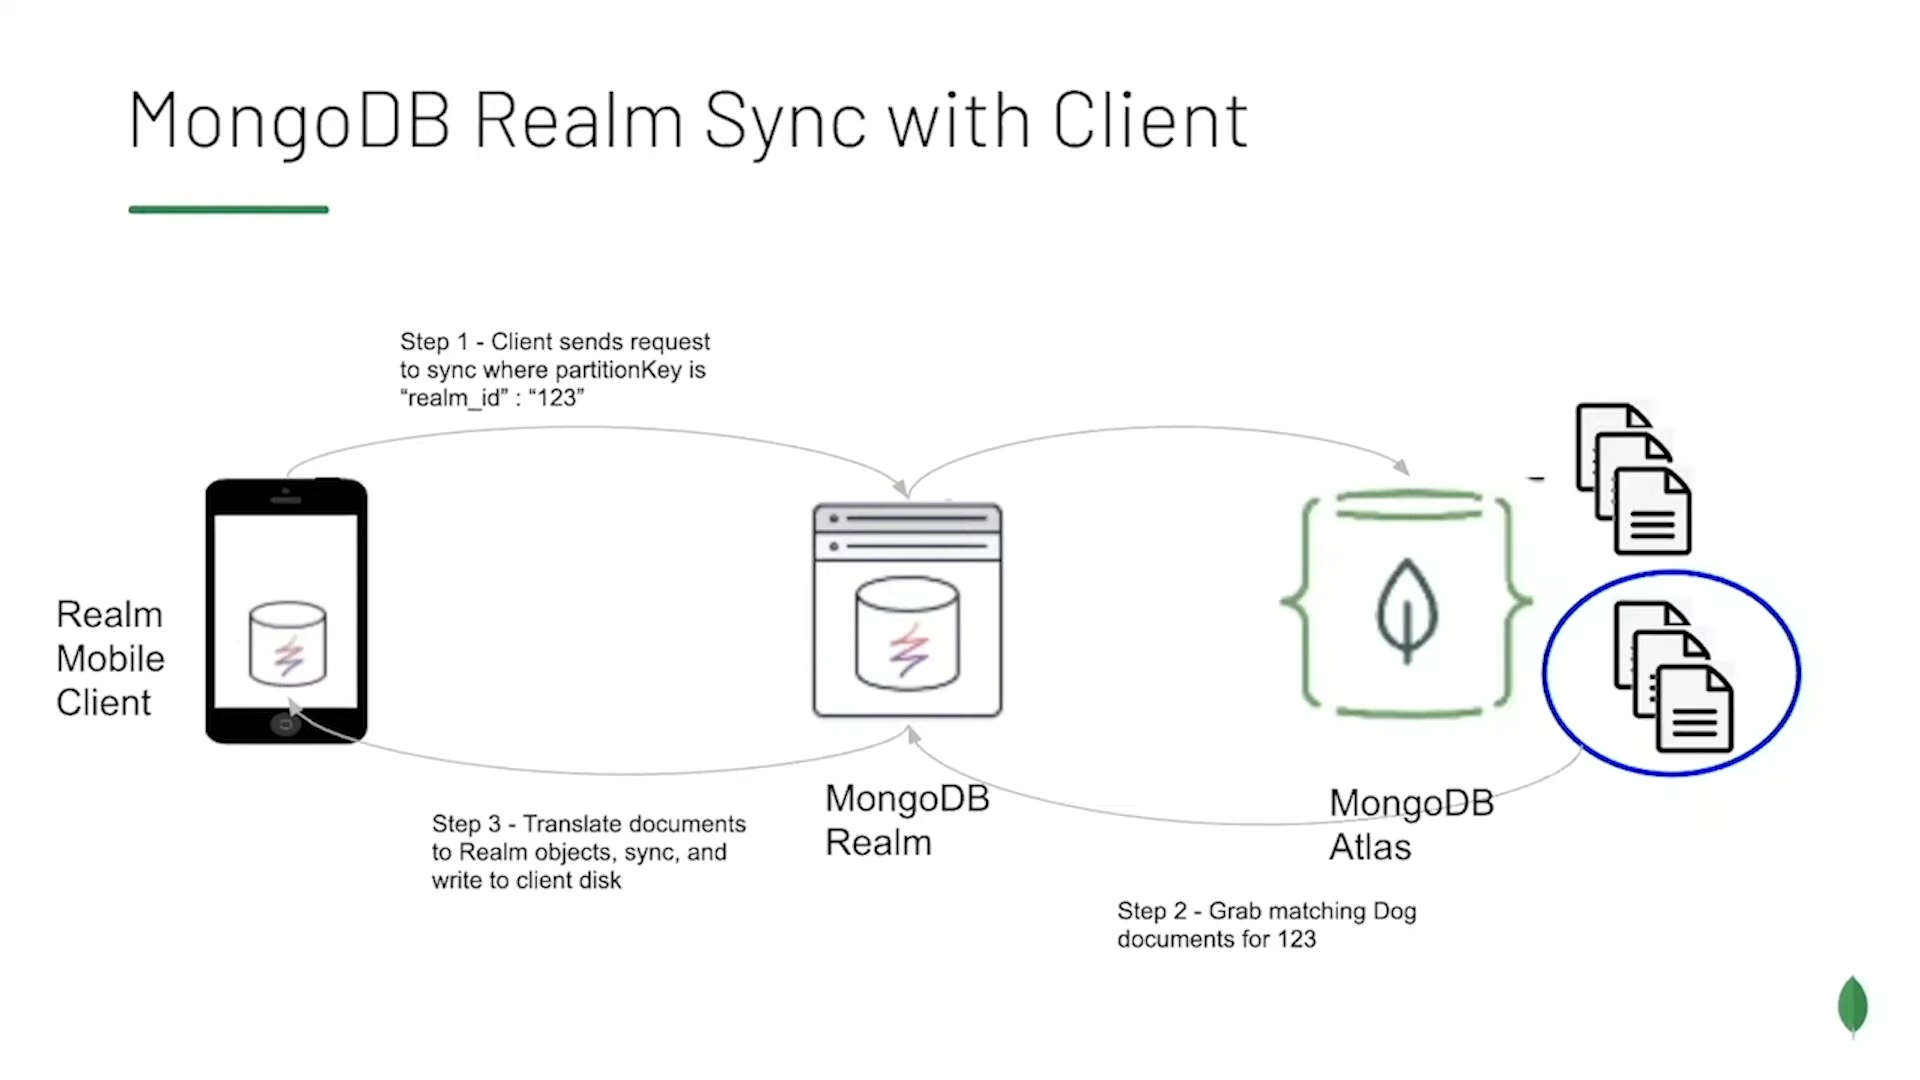 MongoDB Realm Sync with Client
Step 1 - Client sends request
to sync where partitionKey is
“realm_id” : “123”
Realm
Mobile
Client
MongoDB
Realm
MongoDB
Atlas
Step 3 - Translate documents
to Realm objects, sync, and
write to client disk
Step 2 - Grab matching Dog
documents for 123